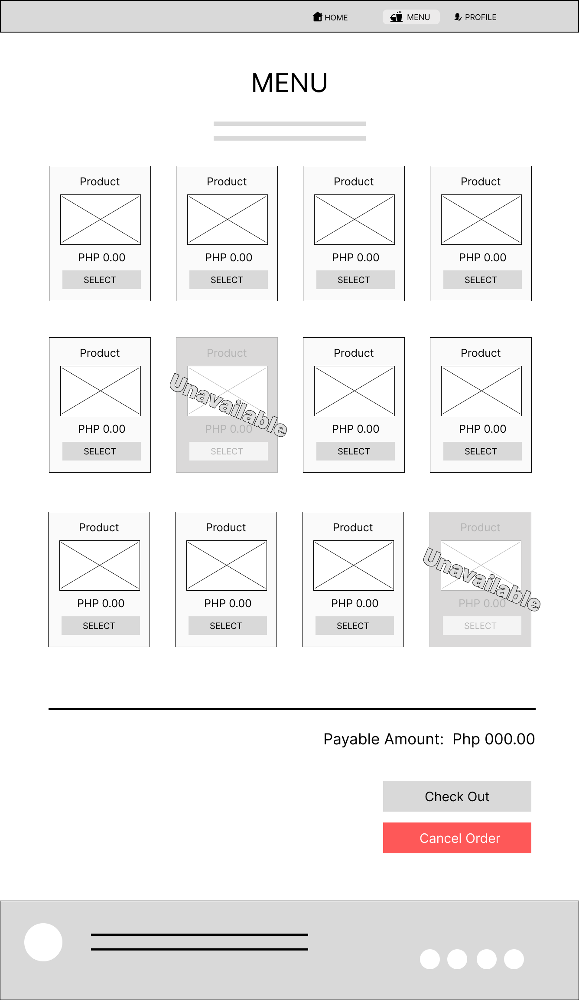 HOME MENU PROFILE
MENU
Product Product Product Product
PHP 0.00 PHP 0.00 PHP 0.00 PHP 0.00
SELECT SELECT SELECT SELECT
Product Product Product Product
Unavailable
PHP 0.00 PHP 0.00 PHP 0.00 PHP 0.00
SELECT SELECT SELECT SELECT
Product Product Product Product
Unavailable
PHP 0.00 PHP 0.00 PHP 0.00 PHP 0.00
SELECT SELECT SELECT SELECT
Payable Amount: Php 000.00
Check Out
Cancel Order